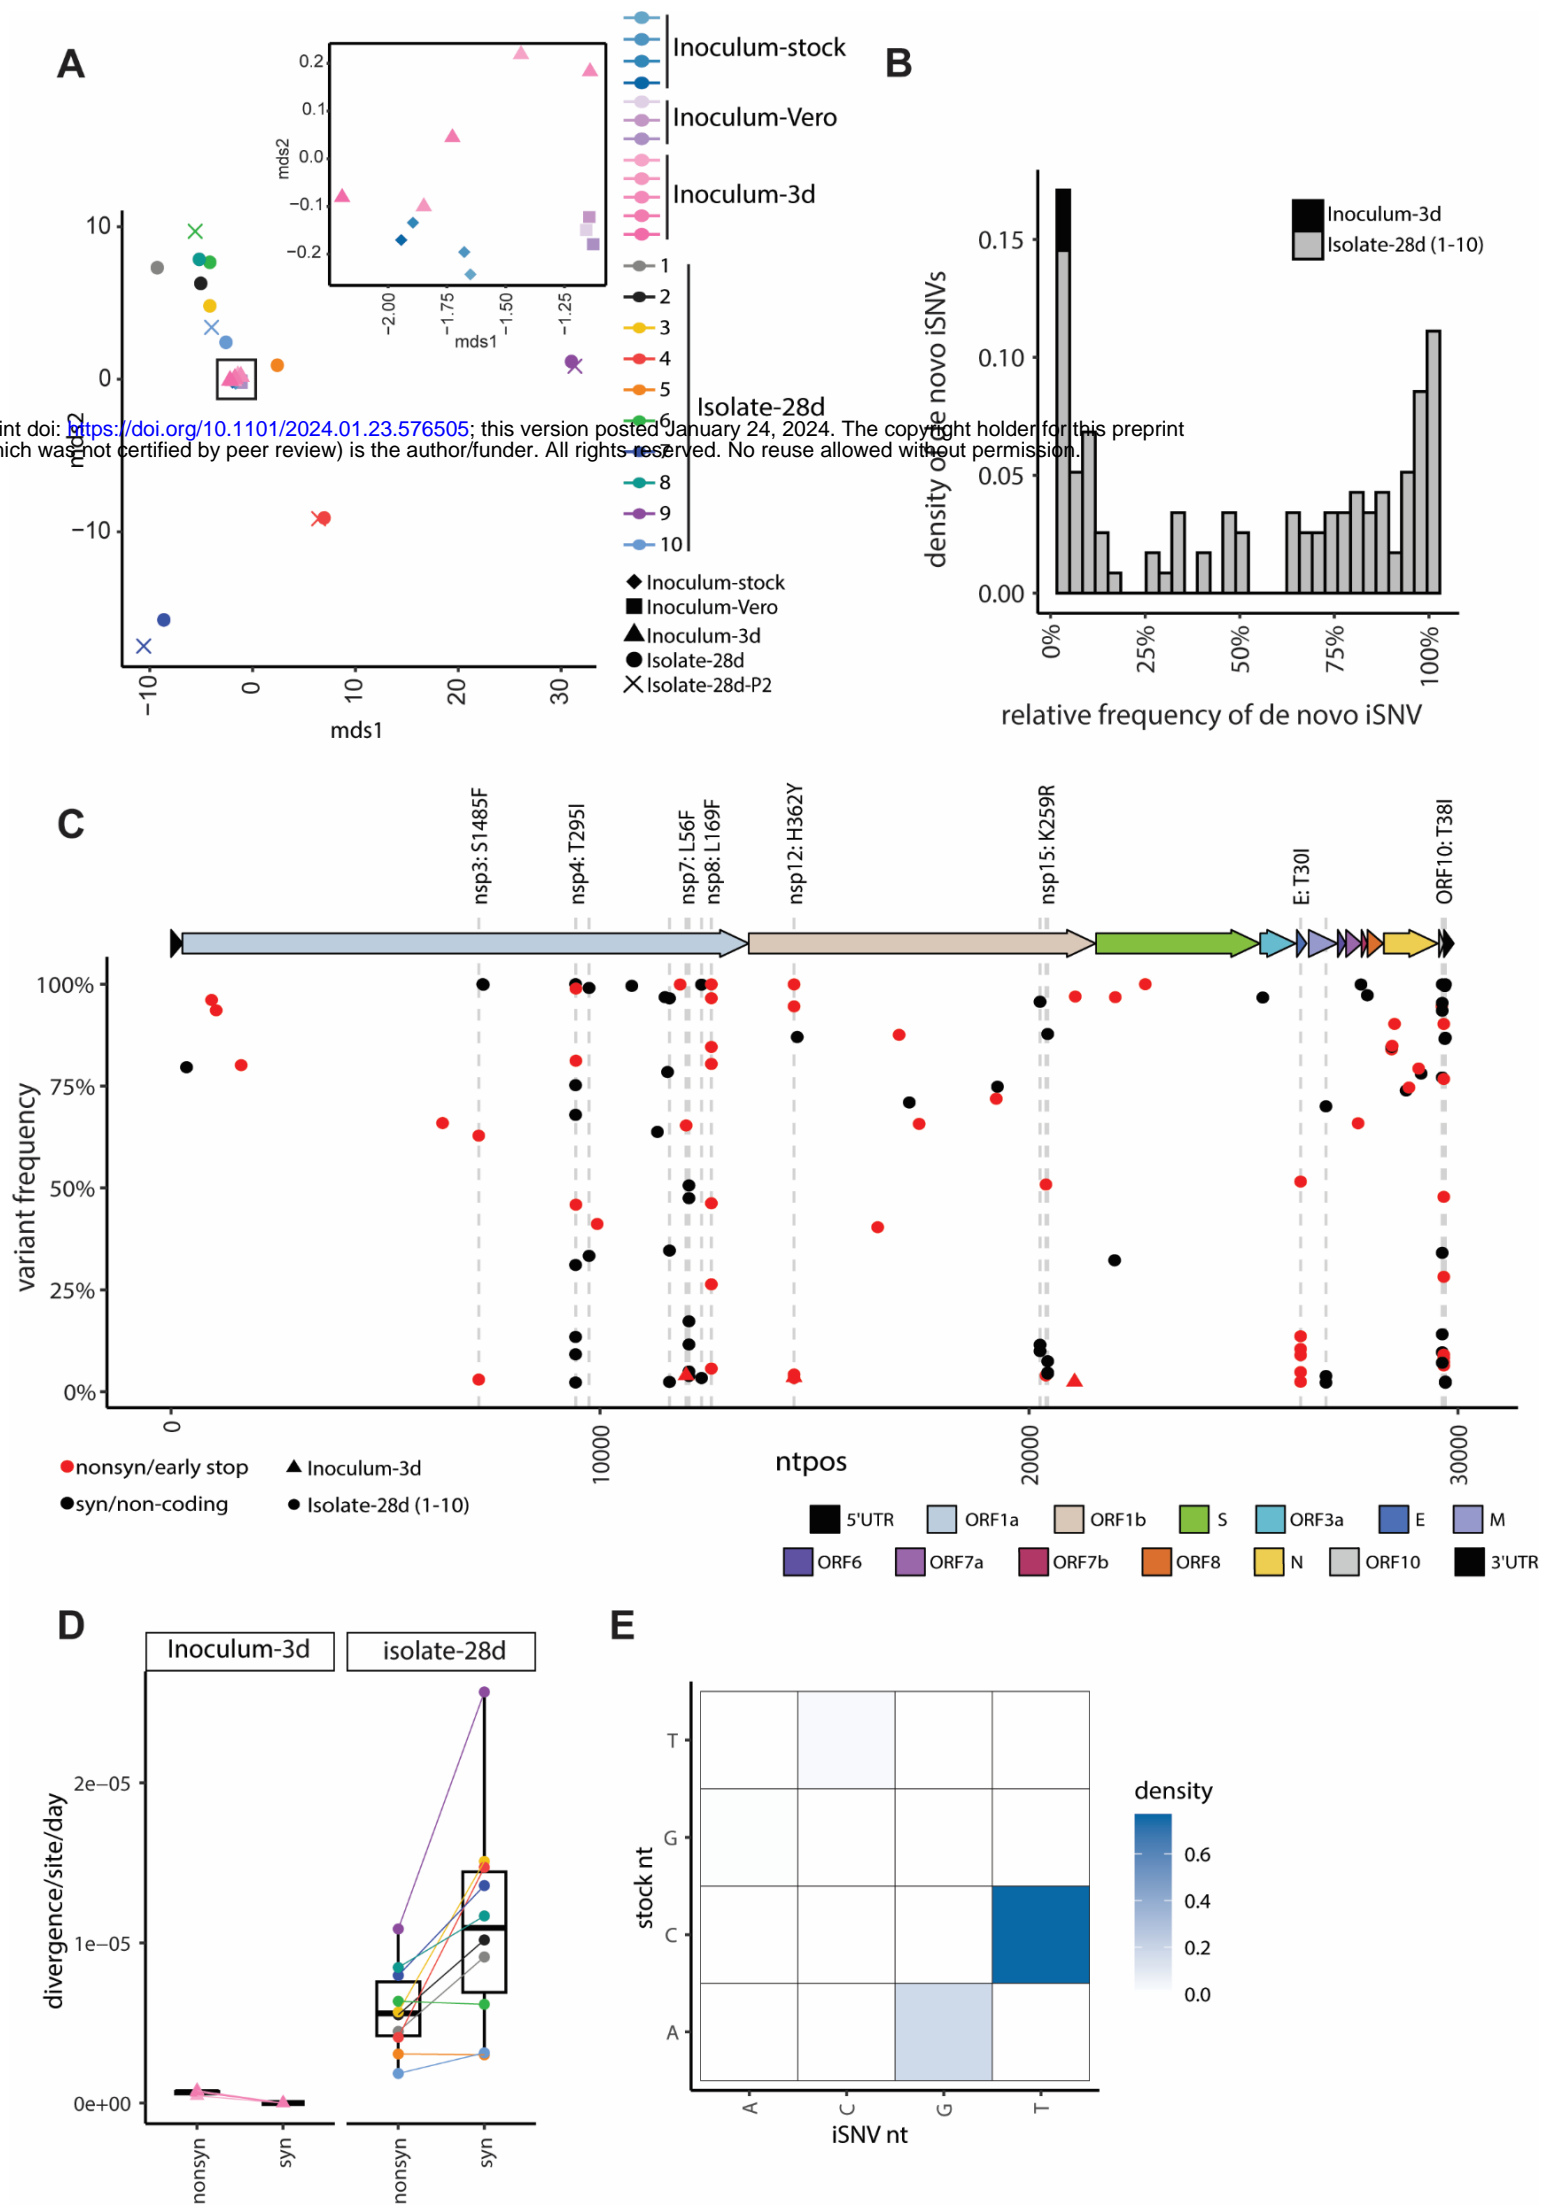 A
B
0.2
0.1
0.0
−0.1
−0.2
mds2
−2.00
−1.75
−1.50
−1.25
mds1
Inoculum-stock
Inoculum-Vero
Inoculum-3d
1
2
3
4
5
6
7
8
9
10
Isolate-28d
Inoculum-stock
Inoculum-Vero
Inoculum-3d
Isolate-28d
Isolate-28d-P2
10
0
−10
mds2
−10
0
10
20
30
mds1
int doi: https://doi.org/10.1101/2024.01.23.576505; this version posted January 24, 2024. The copyright holder for this preprint
hich was not certified by peer review) is the author/funder. All rights reserved. No reuse allowed without permission.
Inoculum-3d
Isolate-28d (1-10)
0.15
0.10
0.05
0.00
density of de novo iSNVs
0%
25%
50%
75%
100%
relative frequency of de novo iSNV
C
nsp3: S1485F
nsp4: T295I
nsp7: L56F
nsp8: L169F
nsp12: H362Y
nsp15: K259R
E: T30I
ORF10: T38I
100%
75%
50%
25%
0%
variant frequency
0
10000
20000
30000
ntpos
nonsyn/early stop
Inoculum-3d
syn/non-coding
Isolate-28d (1-10)
5'UTR ORF1a ORF1b S ORF3a E M
ORF6 ORF7a ORF7b ORF8 N ORF10 3'UTR
D
E
Inoculum-3d
isolate-28d
2e−05
1e−05
0e+00
divergence/site/day
nonsyn
syn
nonsyn
syn
T
G
C
A
stock nt
A
C
G
T
iSNV nt
density
0.6
0.4
0.2
0.0